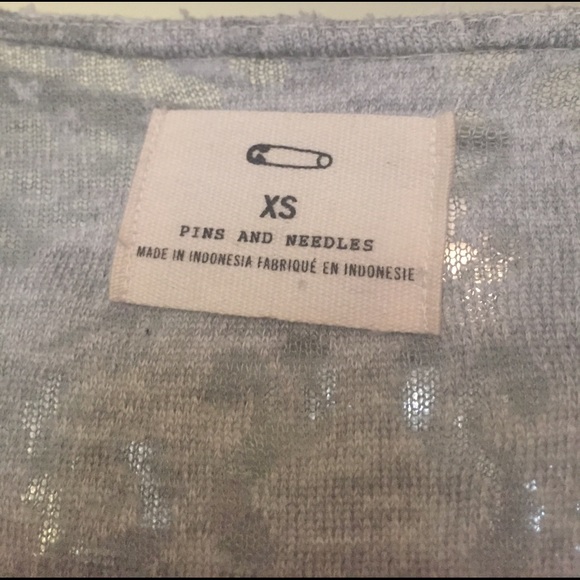 XS
PINS AND NEEDLES
MADE IN INDONESIA FABRIQUÉ EN INDONESIE